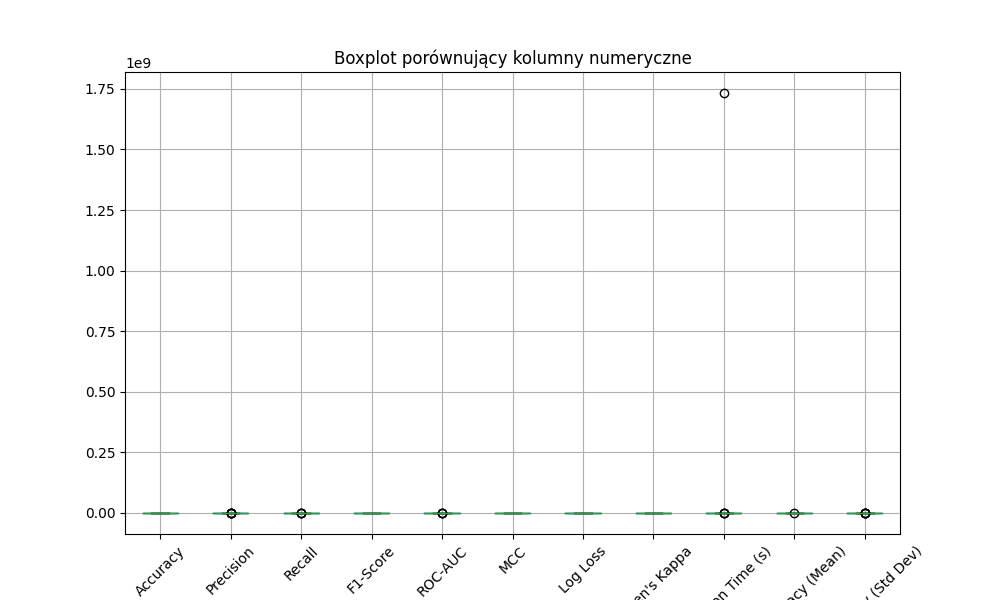 Boxplot porównujący kolumny numeryczne
1e9
1.75
1.50
1.25
1.00
0.75
0.50
0.25
0.00
Accuracy
Precision
Recall
F1-Score
ROC-AUC
MCC
Log Loss
en's Kappa
on Time (s)
acy (Mean)
(Std Dev)